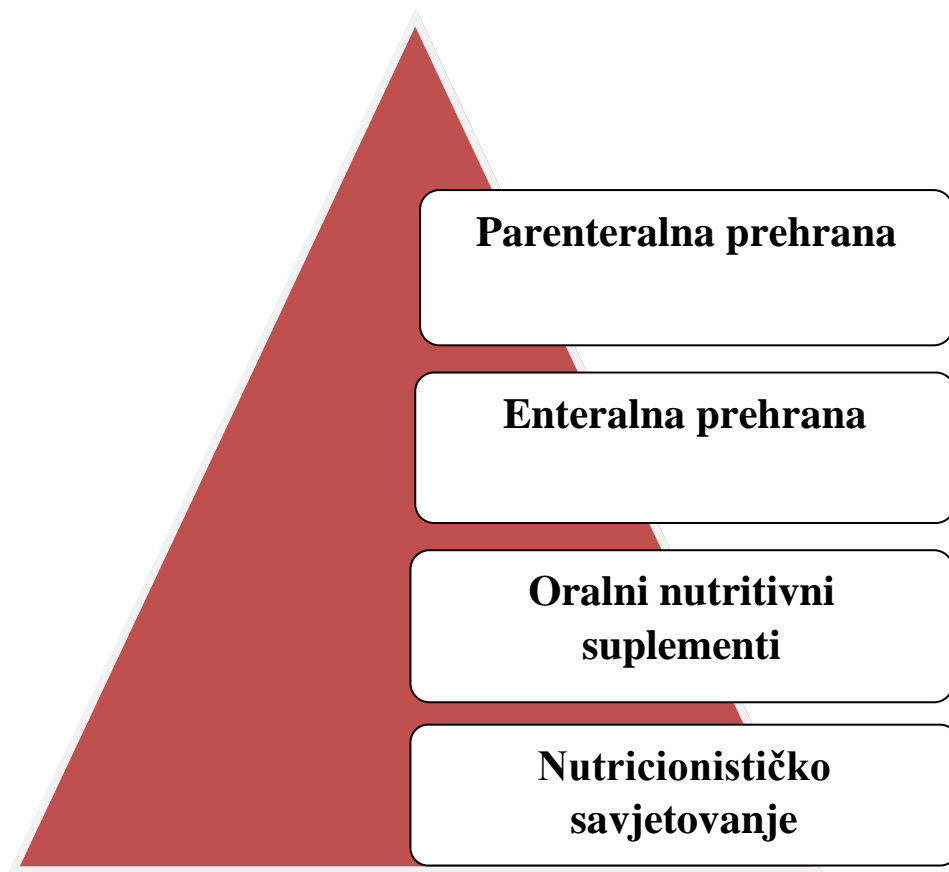 Parenteralna prehrana
Enteralna prehrana
Oralni nutritivni
suplementi
Nutricionističko
savjetovanje